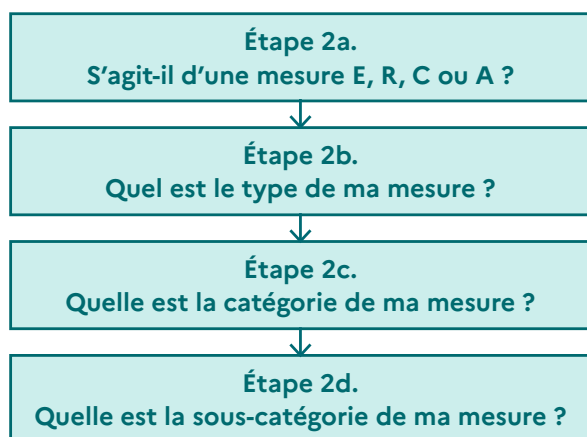 Étape 2a.
S’agit-il d’une mesure E, R, C ou A ?
Étape 2b.
Quel est le type de ma mesure ?
Étape 2c.
Quelle est la catégorie de ma mesure ?
Étape 2d.
Quelle est la sous-catégorie de ma mesure ?